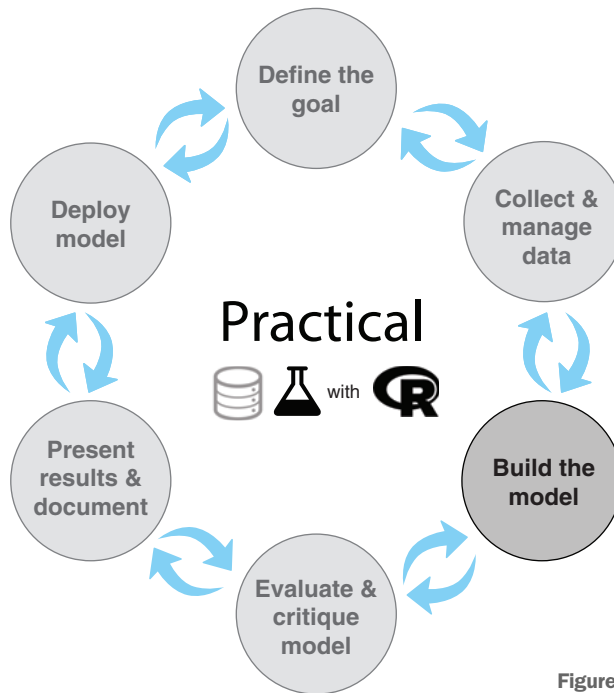 Define the
goal
Collect &
manage
data
Build the
model
Evaluate &
critique
model
Present
results &
document
Deploy
model
Practical
with R
Figure